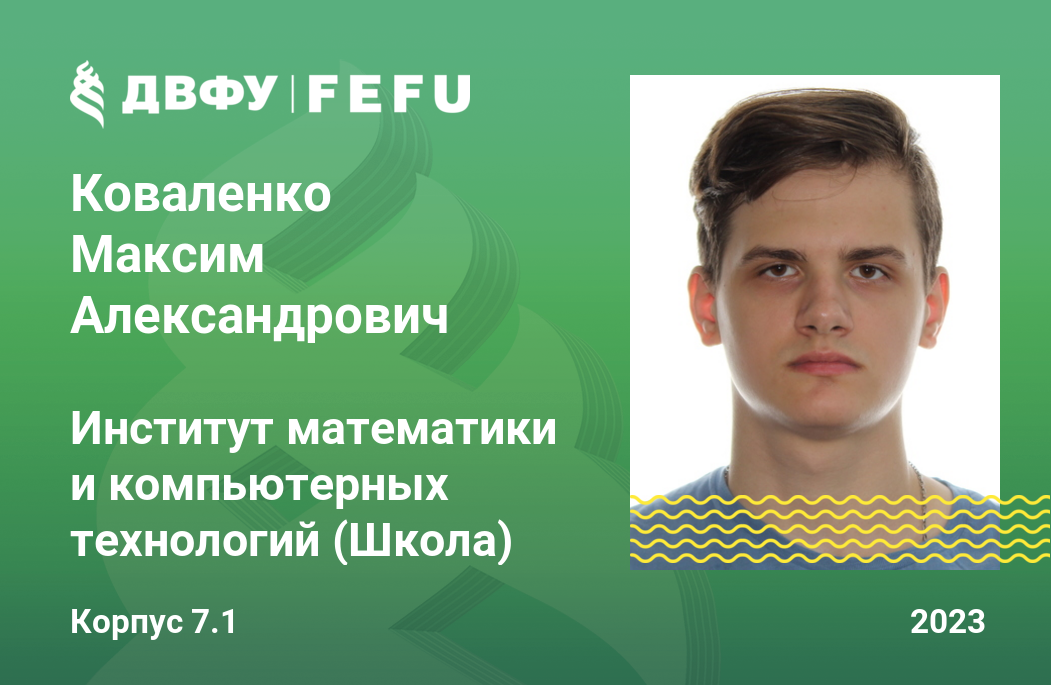 ДВФУ | FEFU
Коваленко
Максим
Александрович
Институт математики
и компьютерных
технологий (Школа)
Корпус 7.1
2023